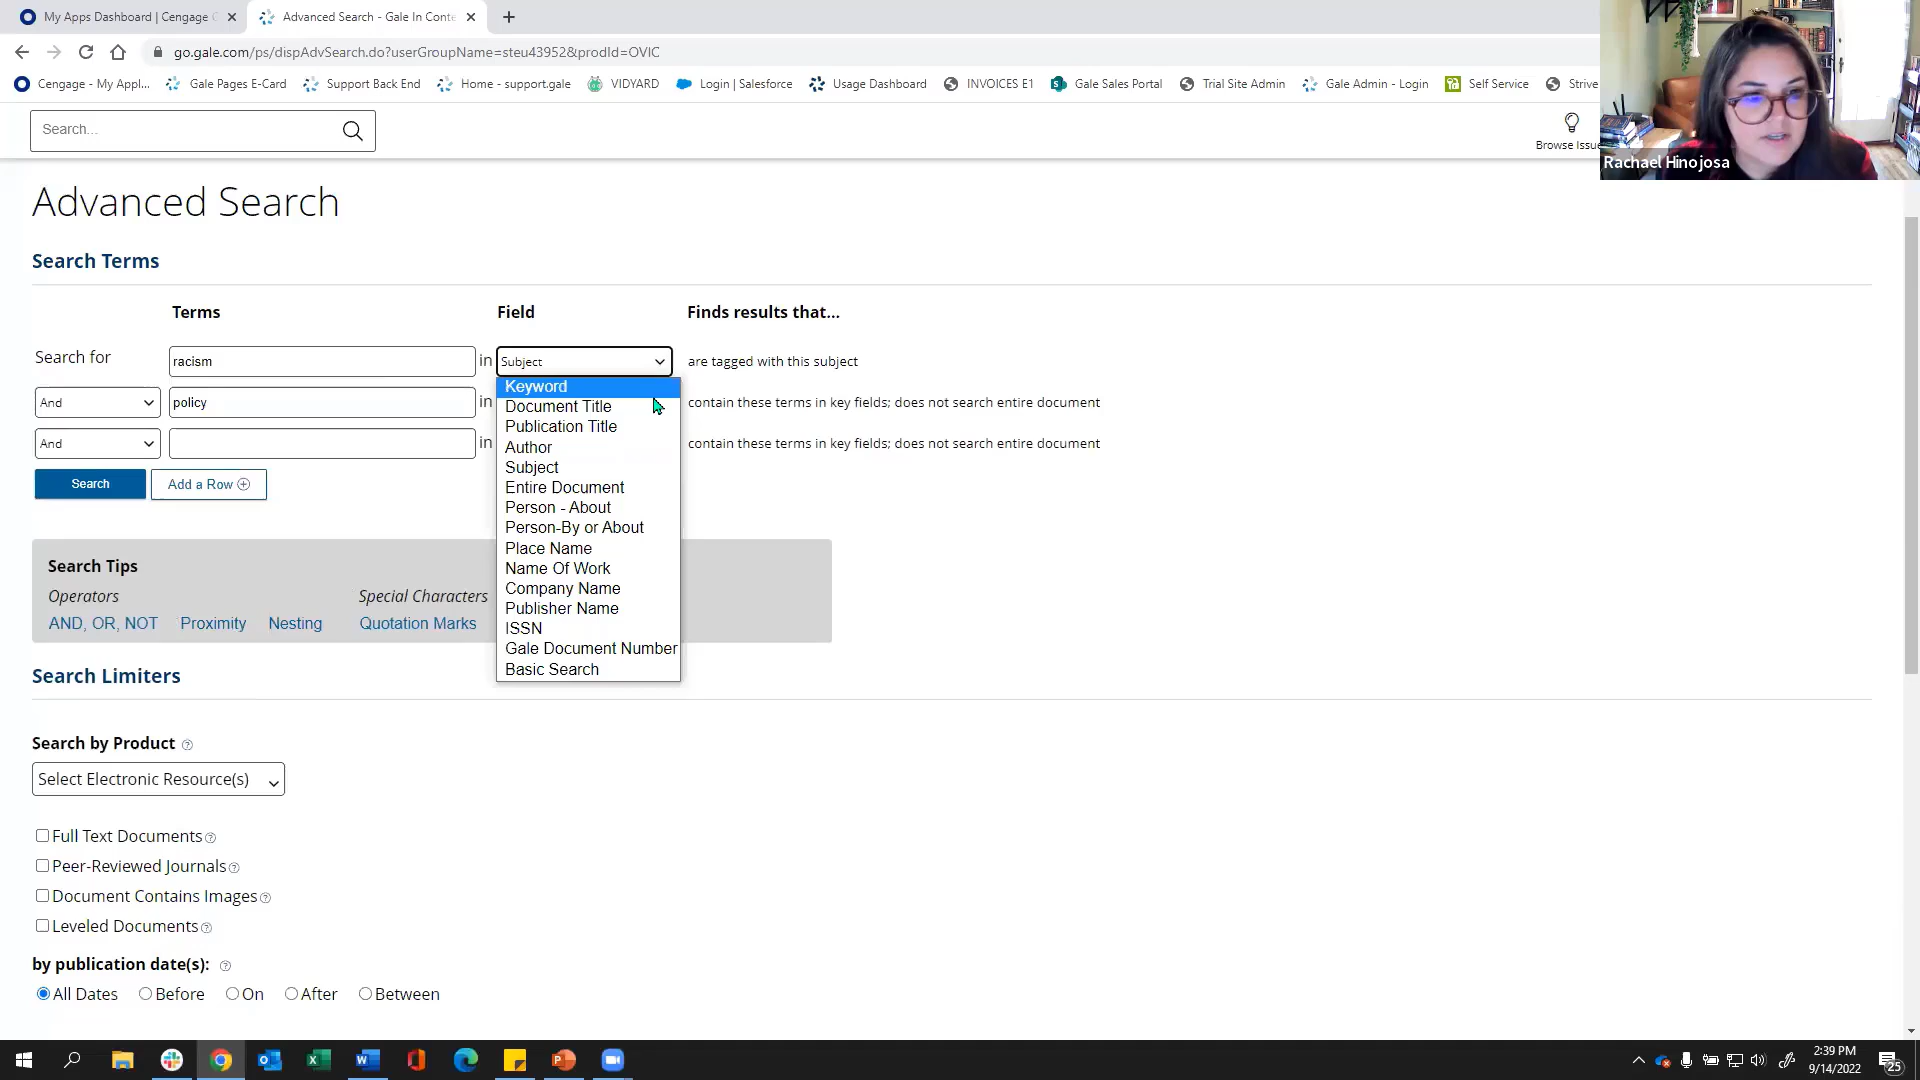 My Apps Dashboard | Cengage
Advanced Search - Gale In Conte
go.gale.com/ps/dispAdvSearch.do?userGroupName=steu43952&prodId=OVIC
Cengage - My Appl...
Gale Pages E-Card
Support Back End
Home - support.gale
VIDYARD
Login | Salesforce
Usage Dashboard
INVOICES E1
Gale Sales Portal
Trial Site Admin
Gale Admin - Login
Self Service
Strive
Search...
Browse Issu
Rachael Hinojosa
Advanced Search
Search Terms
Terms Field Finds results that...
Search for racism in Subject are tagged with this subject
Keyword
And policy in Document Title contain these terms in key fields; does not search entire document
Publication Title
And in Author contain these terms in key fields; does not search entire document
Subject
Search Add a Row Entire Document
Person - About
Person-By or About
Place Name
Name Of Work
Company Name
Publisher Name
ISSN
Gale Document Number
Basic Search
Search Tips
Operators Special Characters
AND, OR, NOT Proximity Nesting Quotation Marks
Search Limiters
Search by Product ?
Select Electronic Resource(s)
Full Text Documents ?
Peer-Reviewed Journals ?
Document Contains Images ?
Leveled Documents ?
by publication date(s): ?
All Dates Before On After Between
2:39 PM
9/14/2022
25